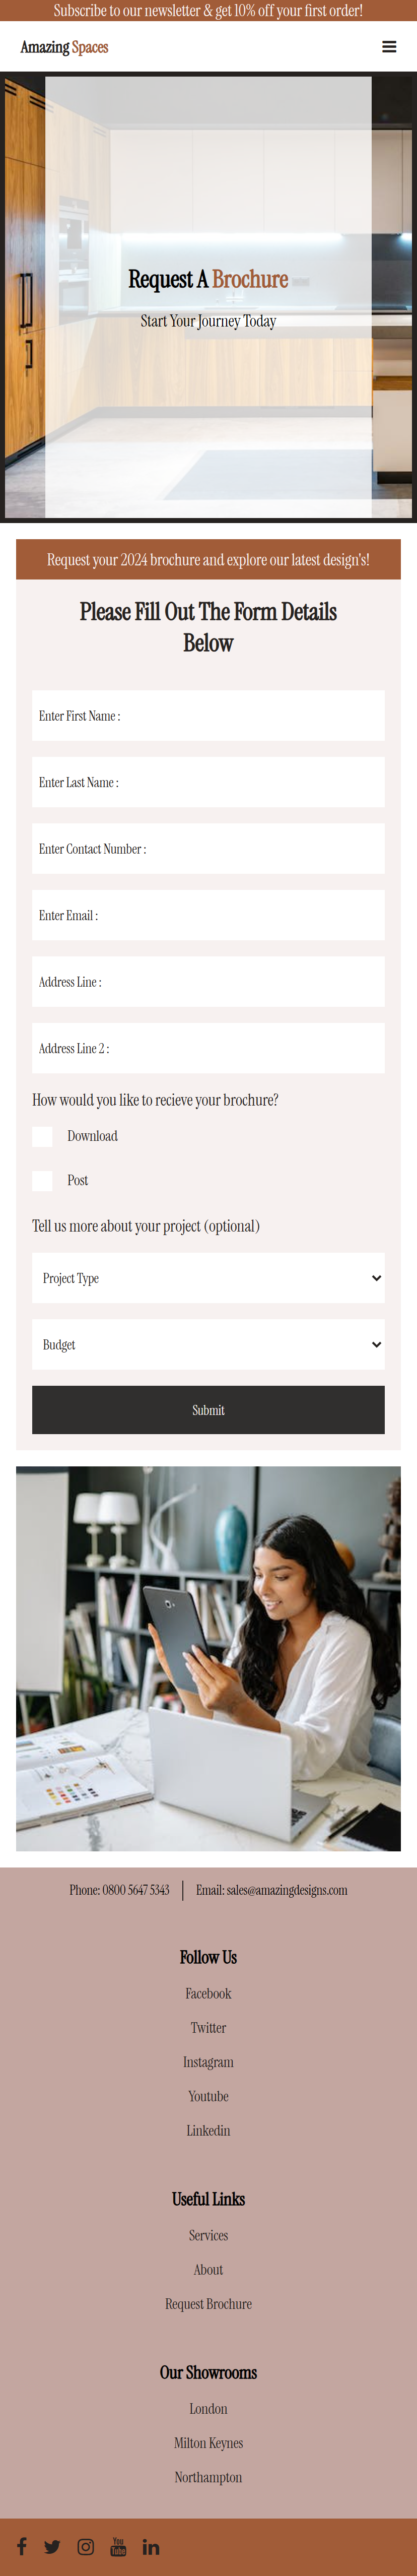 Subscribe to our newsletter & get 10% off your first order!
Amazing Spaces
Request A Brochure
Start Your Journey Today
Request your 2024 brochure and explore our latest design's!
Please Fill Out The Form Details
Below
Enter First Name :
Enter Last Name :
Enter Contact Number :
Enter Email :
Address Line :
Address Line 2 :
How would you like to recieve your brochure?
Download
Post
Tell us more about your project (optional)
Project Type
Budget
Submit
Phone: 0800 5647 5343
Email: sales@amazingdesigns.com
Follow Us
Facebook
Twitter
Instagram
Youtube
Linkedin
Useful Links
Services
About
Request Brochure
Our Showrooms
London
Milton Keynes
Northampton
You
Tube